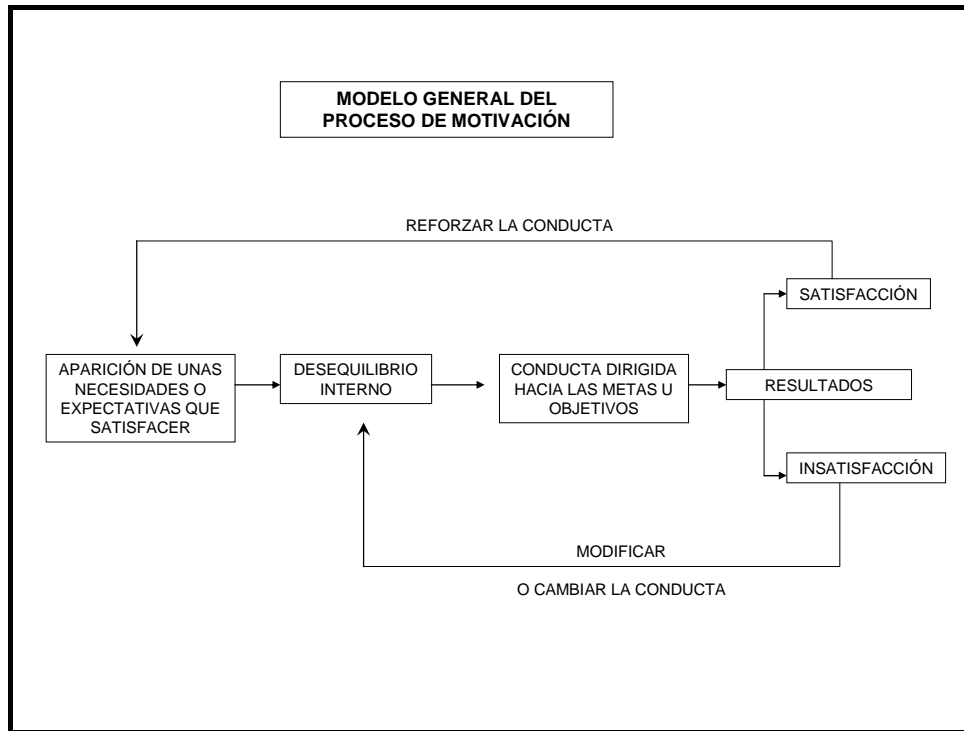 MODELO GENERAL DEL
PROCESO DE MOTIVACIÓN
REFORZAR LA CONDUCTA
SATISFACCIÓN
APARICIÓN DE UNAS
NECESIDADES O
EXPECTATIVAS QUE
SATISFACER
DESEQUILIBRIO
INTERNO
CONDUCTA DIRIGIDA
HACIA LAS METAS U
OBJETIVOS
RESULTADOS
INSATISFACCIÓN
MODIFICAR
O CAMBIAR LA CONDUCTA